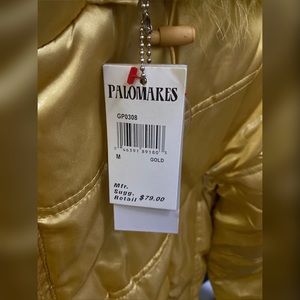 PALOMARES
GP0308
M GOLD
Mfr.
Sugg.
Retail $79.00